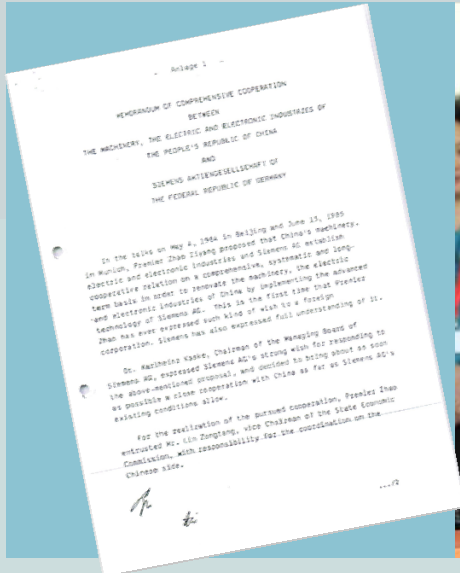 - Anlage 1 -
MEMORANDUM OF COMPREHENSIVE COOPERATION
BETWEEN
THE MACHINERY, THE ELECTRIC AND ELECTRONIC INDUSTRIES OF
THE PEOPLE'S REPUBLIC OF CHINA
AND
SIEMENS AKTIENGESELLSCHAFT OF
THE FEDERAL REPUBLIC OF GERMANY
In the talks on May 4, 1984 in Beijing and June 13, 1985
in Munich, Premier Zhao Ziyang proposed that China's machinery,
electric and electronic industries and Siemens AG establish
cooperative relation on a comprehensive, systematic and long-
term basis in order to renovate the machinery, the electric
and electronic industries of China by implementing the advanced
technology of Siemens AG. This is the first time that Premier
Zhao has ever expressed such kind of wish to a foreign
corporation. Siemens has also expressed full understanding of it.
Dr. Karlheinz Kaske, Chairman of the Managing Board of
Siemens AG, expressed Siemens AG's strong wish for responding to
the above-mentioned proposal, and decided to bring about as soon
as possible a close cooperation with China as far as Siemens AG's
existing conditions allow.
For the realization of the pursued cooperation, Premier Zhao
entrusted Mr. Lin Zongtang, vice Chairman of the State Economic
Commission, with responsibility for the coordination on the
Chinese side.
.../2